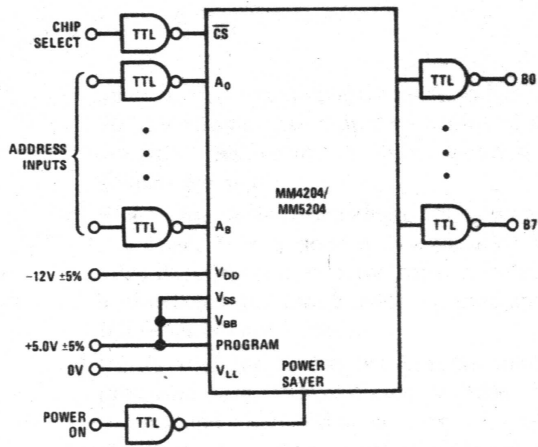 CHIP
SELECT
TTL
CS
TTL
A0
TTL
B0
ADDRESS
INPUTS
MM4204/
MM5204
TTL
AB
TTL
B7
-12V ±5%
VDD
VSS
VBB
+5.0V ±5%
PROGRAM
0V
VLL
POWER
SAVER
POWER
ON
TTL